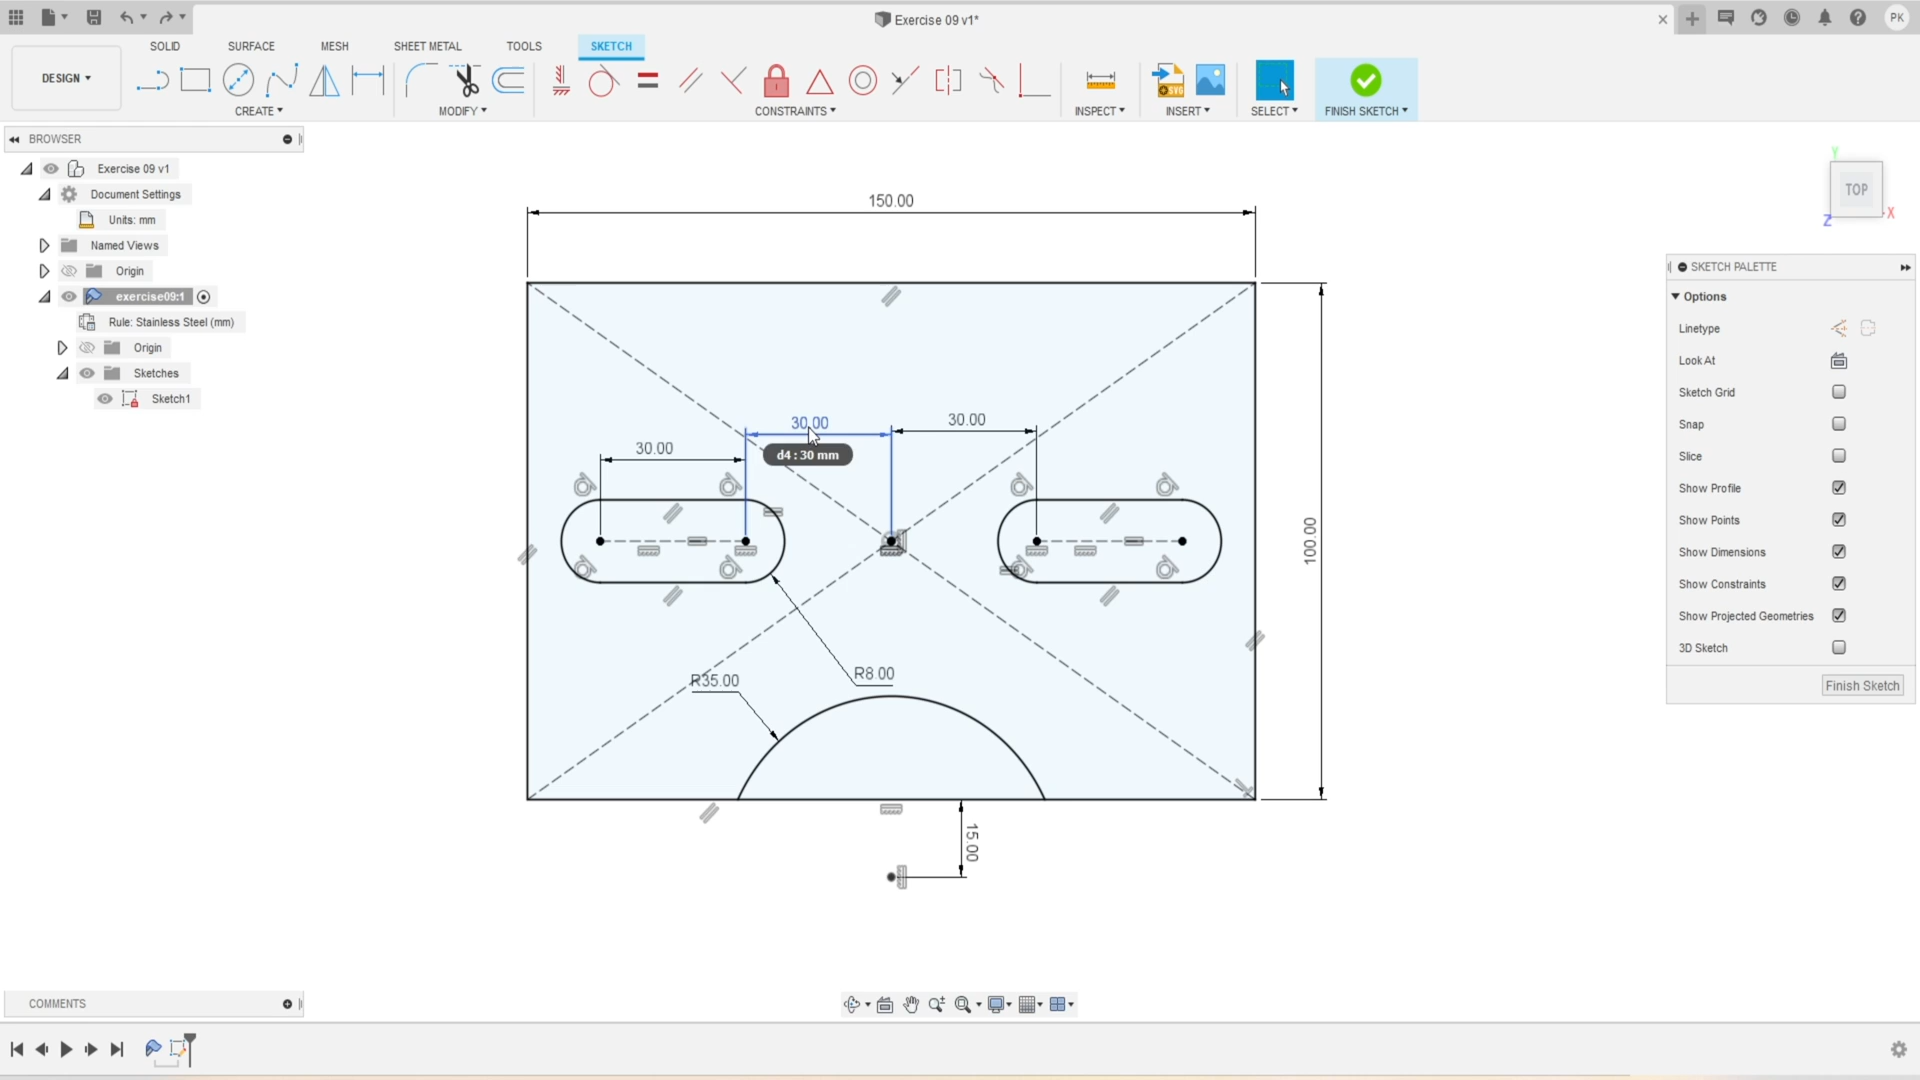 Exercise 09 v1*
PK
SOLID SURFACE MESH SHEET METAL TOOLS SKETCH
DESIGN
CREATE MODIFY CONSTRAINTS INSPECT INSERT SELECT FINISH SKETCH
SVG
BROWSER
Exercise 09 v1
Document Settings
Units: mm
Named Views
Origin
exercise09:1
Rule: Stainless Steel (mm)
Origin
Sketches
Sketch1
150.00
30.00
30.00
30.00
d4 : 30 mm
100.00
R8.00
R35.00
15.00
Y
TOP
X
Z
SKETCH PALETTE
Options
Linetype
Look At
Sketch Grid
Snap
Slice
Show Profile
Show Points
Show Dimensions
Show Constraints
Show Projected Geometries
3D Sketch
Finish Sketch
COMMENTS